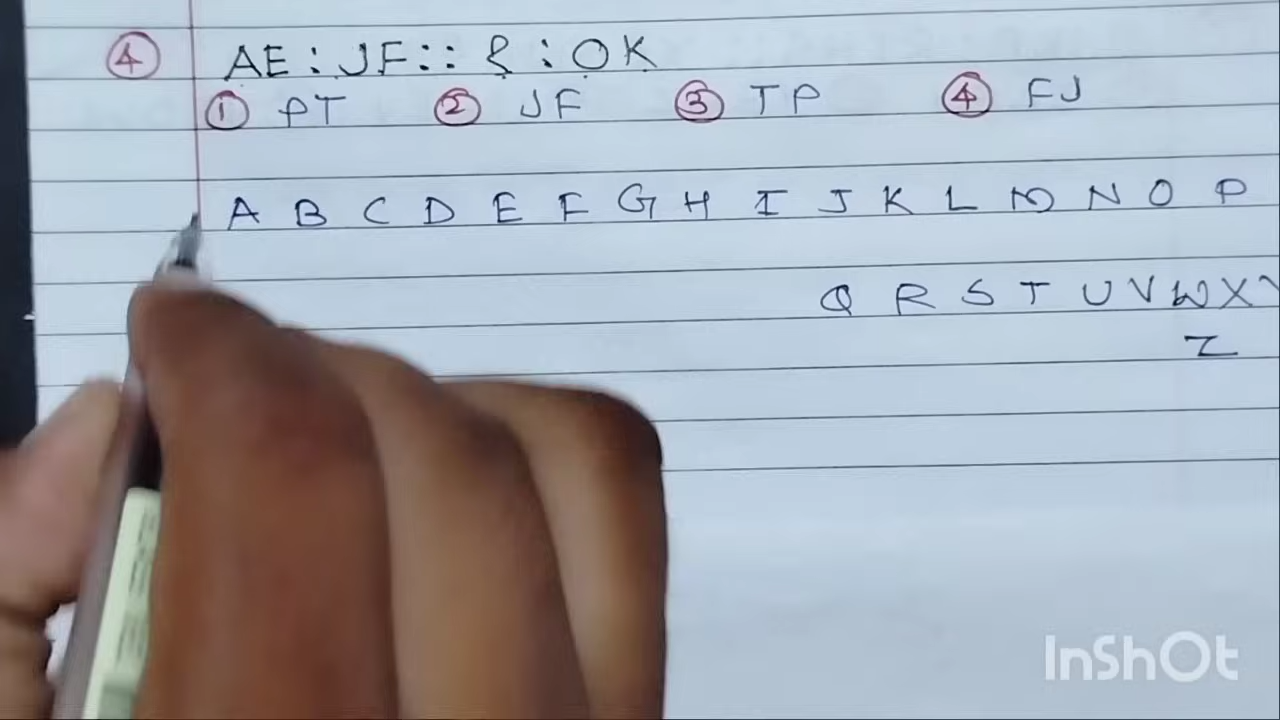 ④ AE : JF :: ? : OK
① PT ② JF ③ TP ④ FJ
A B C D E F G H I J K L M N O P
Q R S T U V W X Y
Z
InShOt